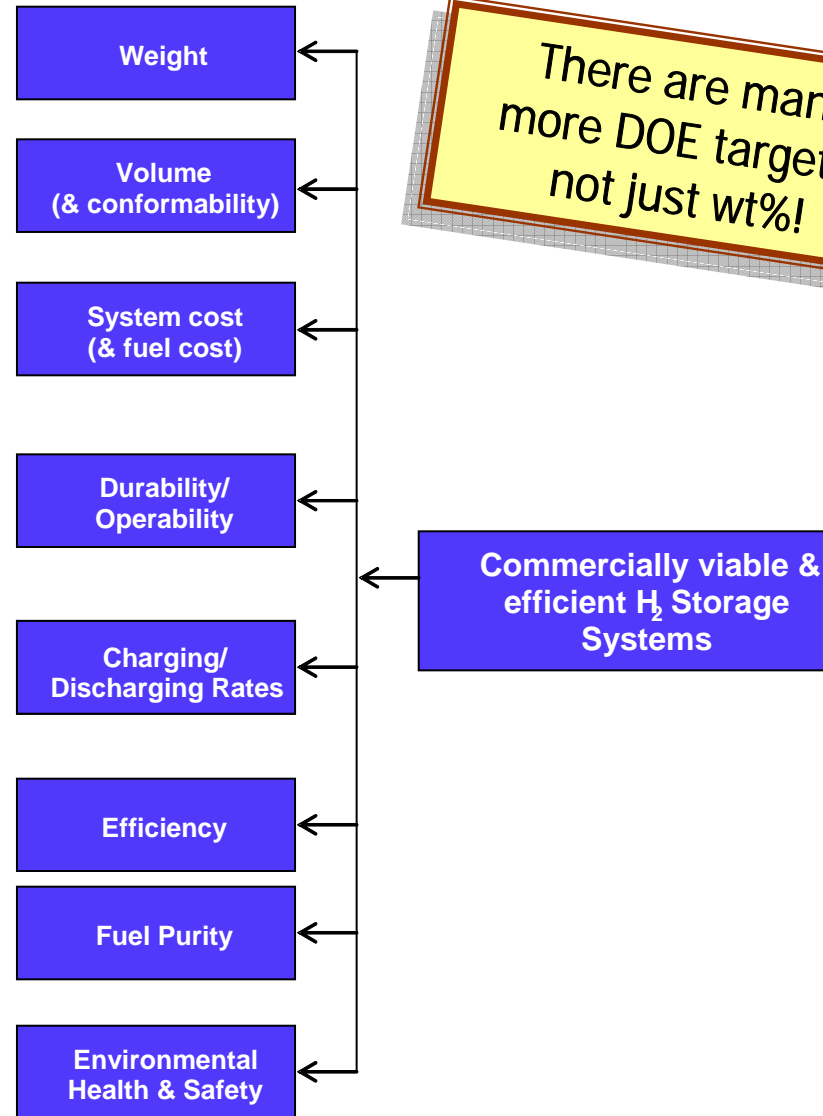 Weight
There are man
more DOE target
not just wt%!
Volume
(& conformability)
System cost
(& fuel cost)
Durability/
Operability
Commercially viable &
efficient H₂ Storage
Systems
Charging/
Discharging Rates
Efficiency
Fuel Purity
Environmental
Health & Safety